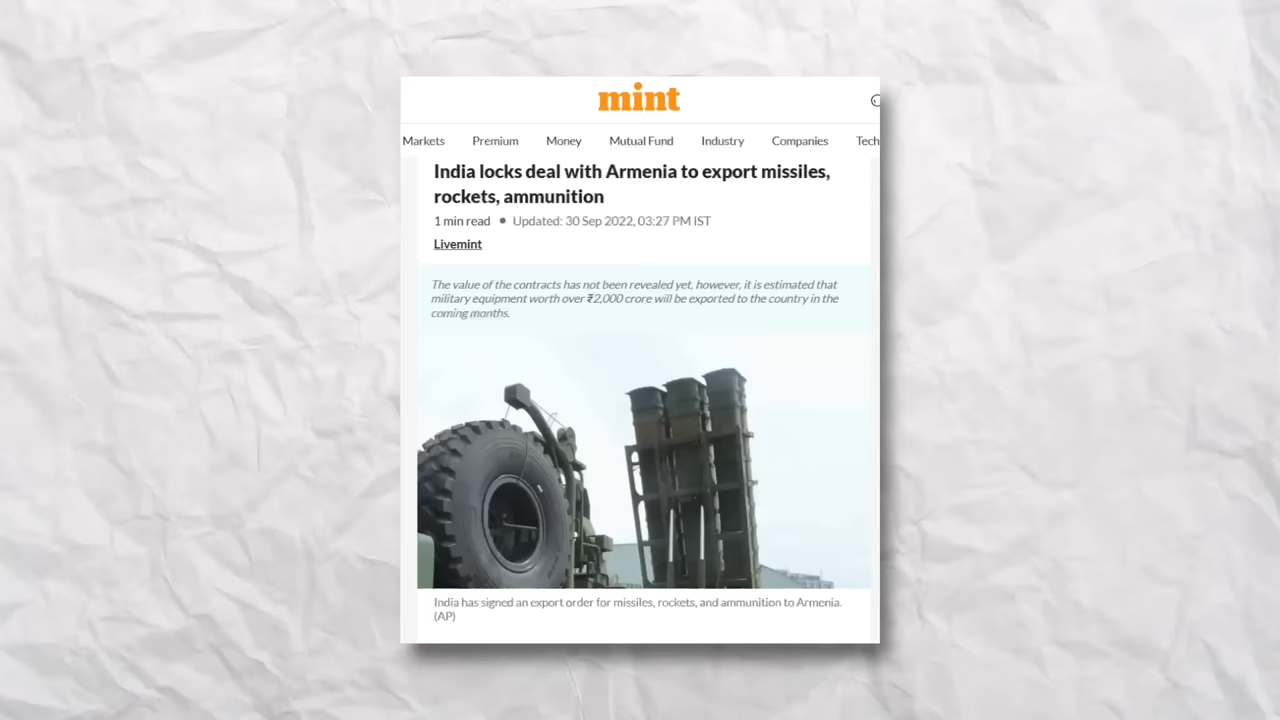 mint
Markets Premium Money Mutual Fund Industry Companies Tech
India locks deal with Armenia to export missiles,
rockets, ammunition
1 min read • Updated: 30 Sep 2022, 03:27 PM IST
Livemint
The value of the contracts has not been revealed yet, however, it is estimated that
military equipment worth over ₹2,000 crore will be exported to the country in the
coming months.
India has signed an export order for missiles, rockets, and ammunition to Armenia.
(AP)